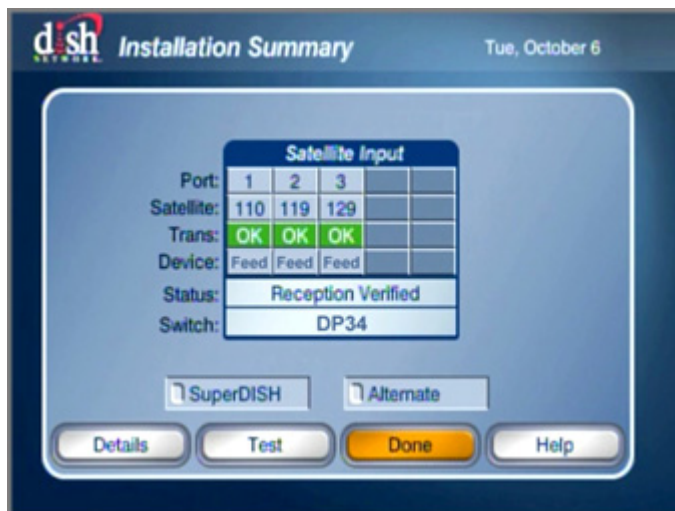 dish
NETWORK.
Installation Summary
Tue, October 6
Satellite Input
Port: 1 2 3
Satellite: 110 119 129
Trans: OK OK OK
Device: Feed Feed Feed
Status: Reception Verified
Switch: DP34
SuperDISH Alternate
Details Test Done Help